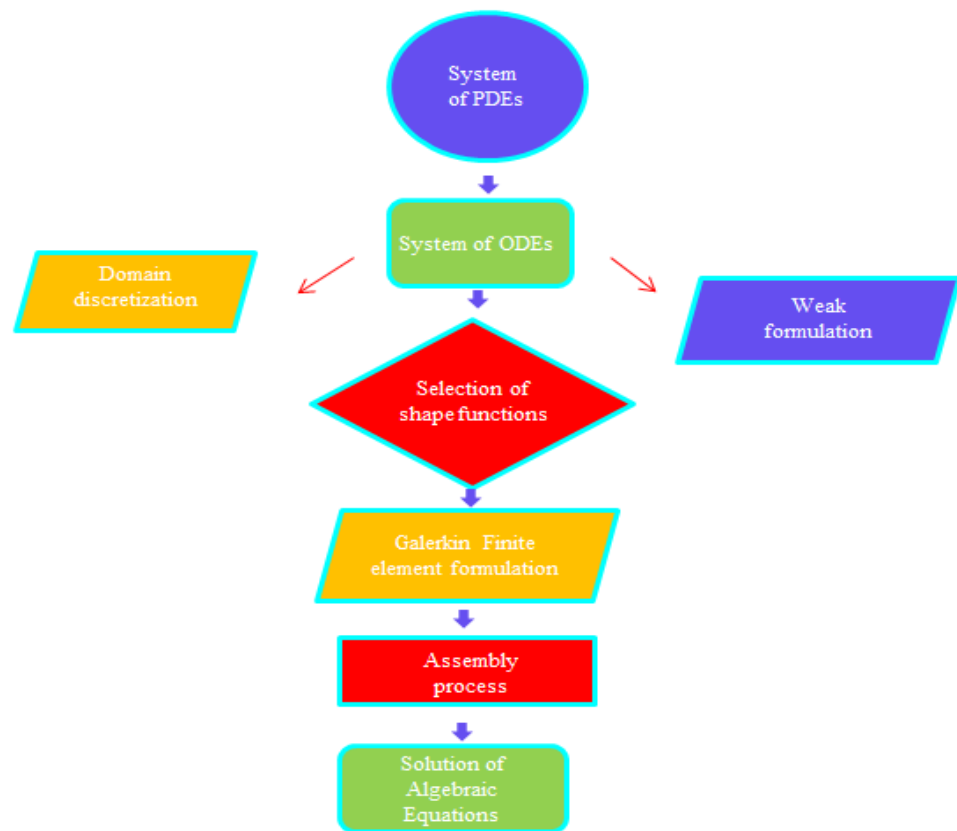 System
of PDEs
System of ODEs
Domain
discretization
Weak
formulation
Selection of
shape functions
Galerkin Finite
element formulation
Assembly
process
Solution of
Algebraic
Equations